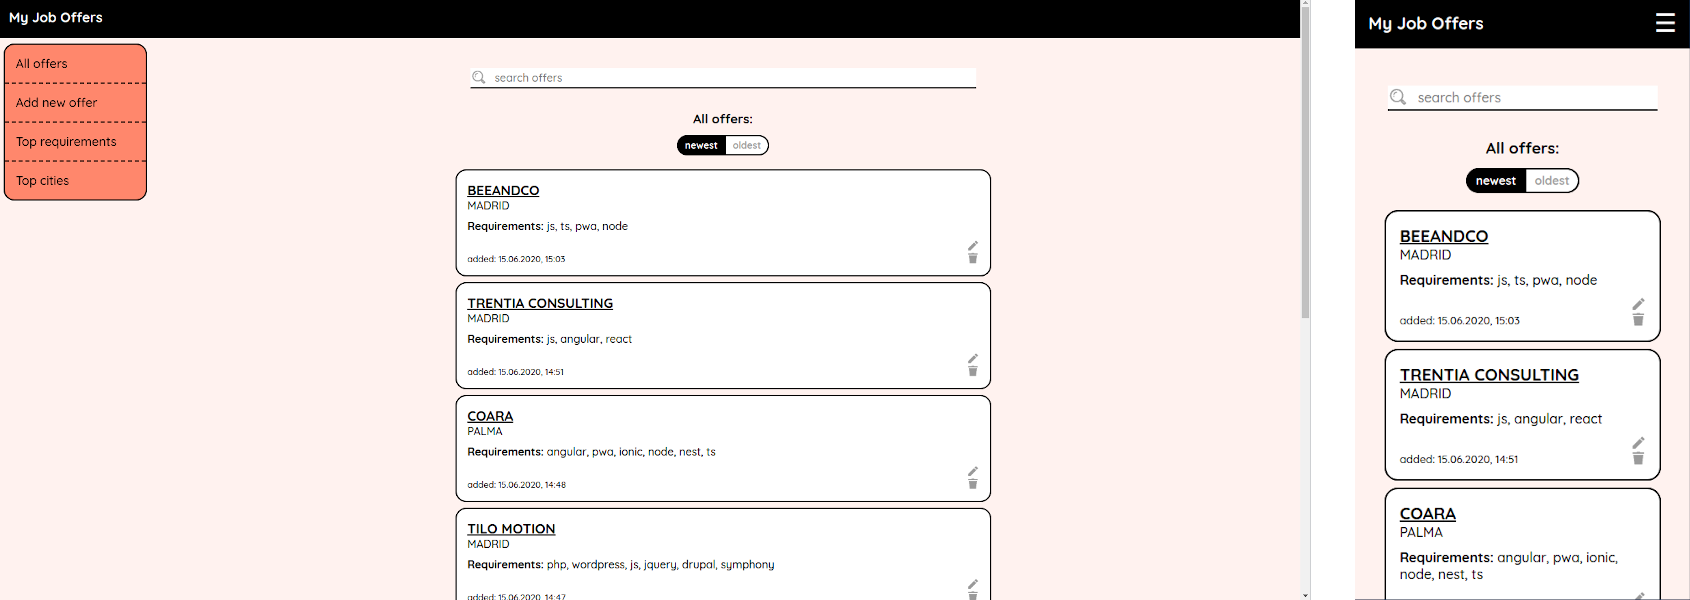 My Job Offers
All offers
Add new offer
Top requirements
Top cities
search offers
All offers:
newest oldest
BEEANDCO
MADRID
Requirements: js, ts, pwa, node
added: 15.06.2020, 15:03
TRENTIA CONSULTING
MADRID
Requirements: js, angular, react
added: 15.06.2020, 14:51
COARA
PALMA
Requirements: angular, pwa, ionic, node, nest, ts
added: 15.06.2020, 14:48
TILO MOTION
MADRID
Requirements: php, wordpress, js, jquery, drupal, symphony
added: 15.06.2020, 14:47
My Job Offers
search offers
All offers:
newest oldest
BEEANDCO
MADRID
Requirements: js, ts, pwa, node
added: 15.06.2020, 15:03
TRENTIA CONSULTING
MADRID
Requirements: js, angular, react
added: 15.06.2020, 14:51
COARA
PALMA
Requirements: angular, pwa, ionic,
node, nest, ts